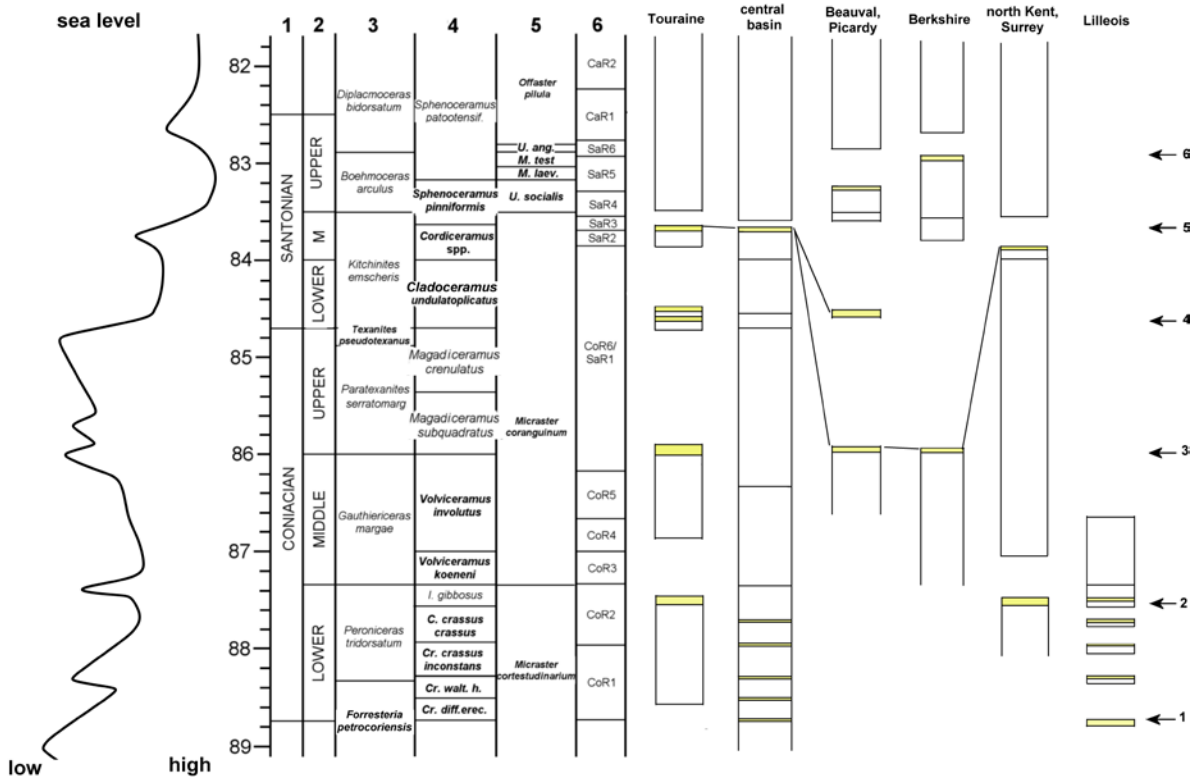 sea level
1 2 3 4 5 6
Touraine
central
basin
Beauval,
Picardy
Berkshire
north Kent,
Surrey
Lilleois
82
83
84
85
86
87
88
89
low
high
SANTONIAN
CONIACIAN
UPPER
M
LOWER
UPPER
MIDDLE
LOWER
Diplacmoceras
bidorsatum
Boehmoceras
arculus
Kitchinites
emscheris
Texanites
pseudotexanus
Paratexanites
serratomarg
Gauthiericeras
margae
Peroniceras
tridorsatum
Forresteria
petrocoriensis
Sphenoceramus
patootensif.
Sphenoceramus
pinniformis
Cordiceramus
spp.
Cladoceramus
undulatoplicatus
Magadiceramus
crenulatus
Magadiceramus
subquadratus
Volviceramus
involutus
Volviceramus
koeneni
I. gibbosus
C. crassus
crassus
Cr. crassus
inconstans
Cr. walt. h.
Cr. diff.erec.
Offaster
pilula
U. ang.
M. test
M. laev.
U. socialis
Micraster
coranguinum
Micraster
cortestudinarium
CaR2
CaR1
SaR6
SaR5
SaR4
SaR3
SaR2
CoR6/
SaR1
CoR5
CoR4
CoR3
CoR2
CoR1
6
5
4
3
2
1